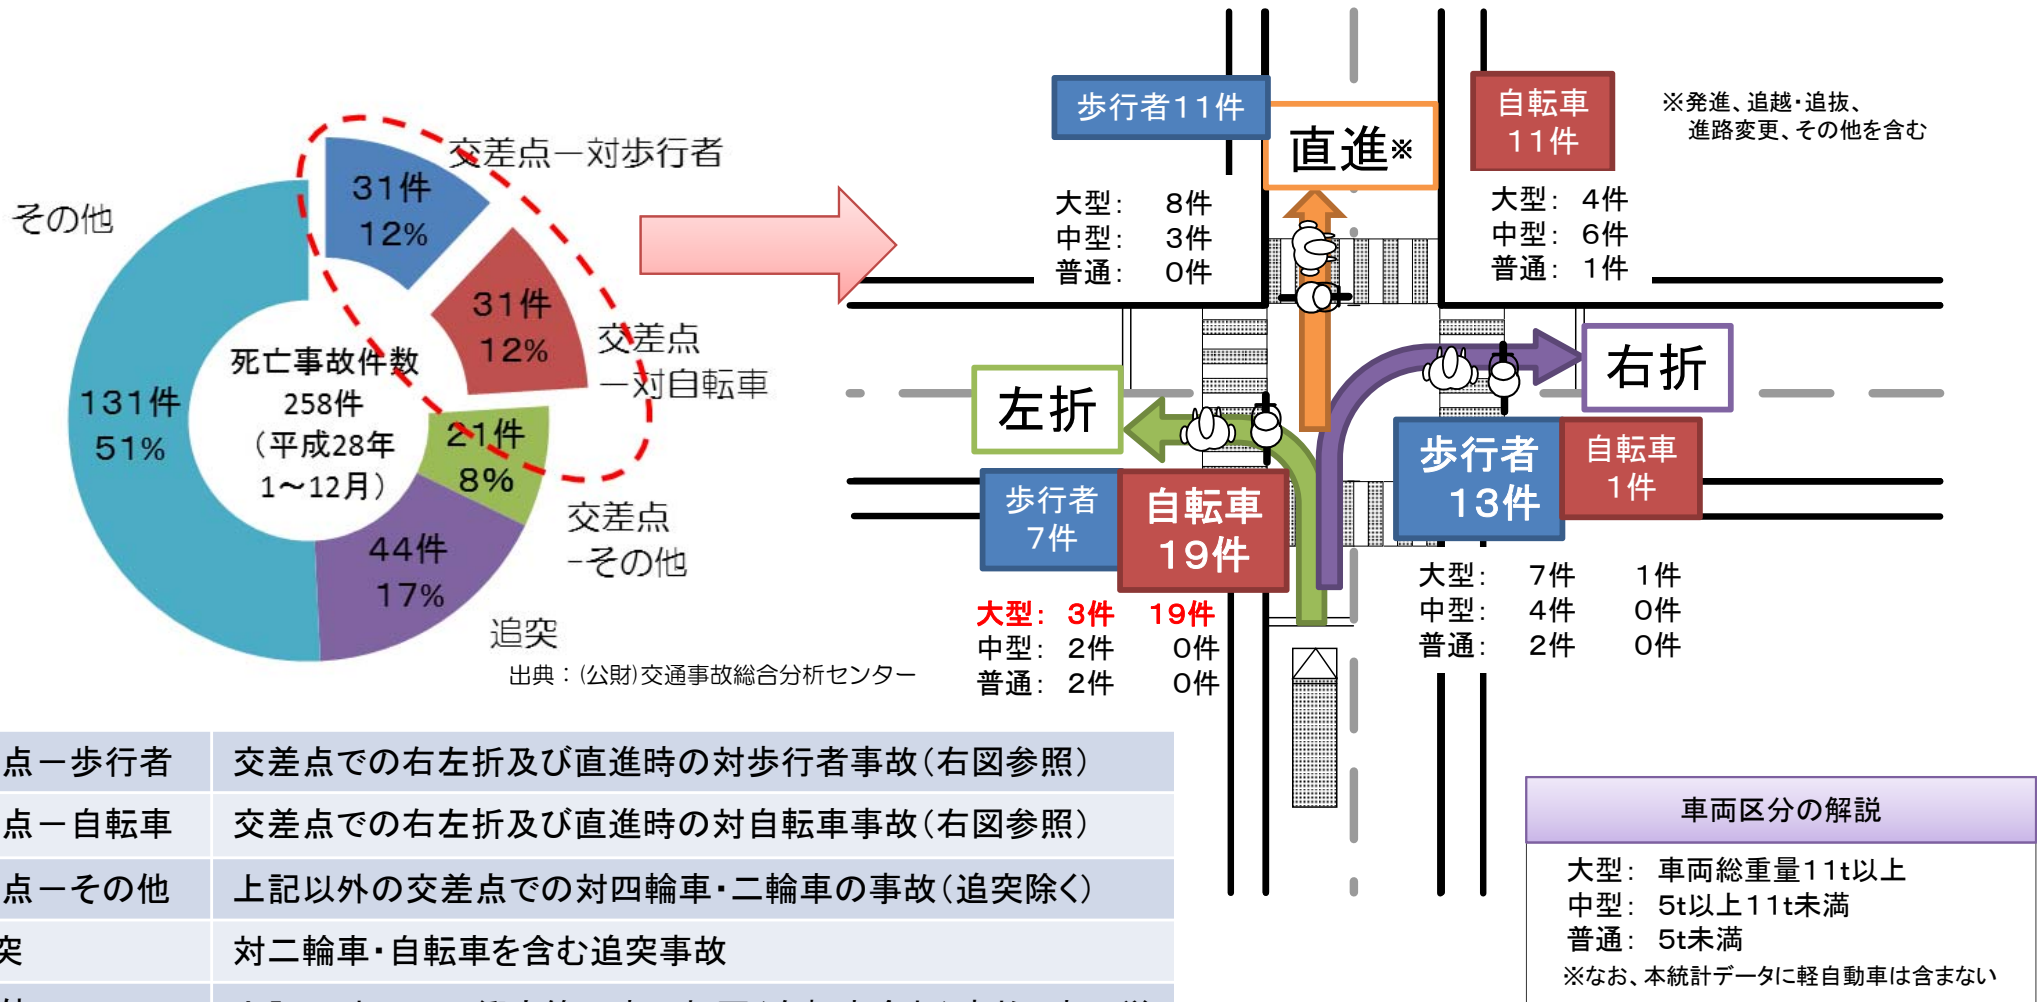 交差点－対歩行者
31件
12%
その他
31件
12%
交差点
－対自転車
死亡事故件数
258件
（平成28年
1～12月）
131件
51%
21件
8%
交差点
-その他
44件
17%
追突
出典：(公財)交通事故総合分析センター
歩行者11件
直進※
自転車
11件
※発進、追越・追抜、
進路変更、その他を含む
大型： 8件
中型： 3件
普通： 0件
大型： 4件
中型： 6件
普通： 1件
左折
右折
歩行者
7件
自転車
19件
歩行者
13件
自転車
1件
大型： 3件 19件
中型： 2件 0件
普通： 2件 0件
大型： 7件 1件
中型： 4件 0件
普通： 2件 0件
点－歩行者 交差点での右左折及び直進時の対歩行者事故（右図参照）
点－自転車 交差点での右左折及び直進時の対自転車事故（右図参照）
点－その他 上記以外の交差点での対四輪車・二輪車の事故（追突除く）
突 対二輪車・自転車を含む追突事故
車両区分の解説
大型： 車両総重量11t以上
中型： 5t以上11t未満
普通： 5t未満
※なお、本統計データに軽自動車は含まない